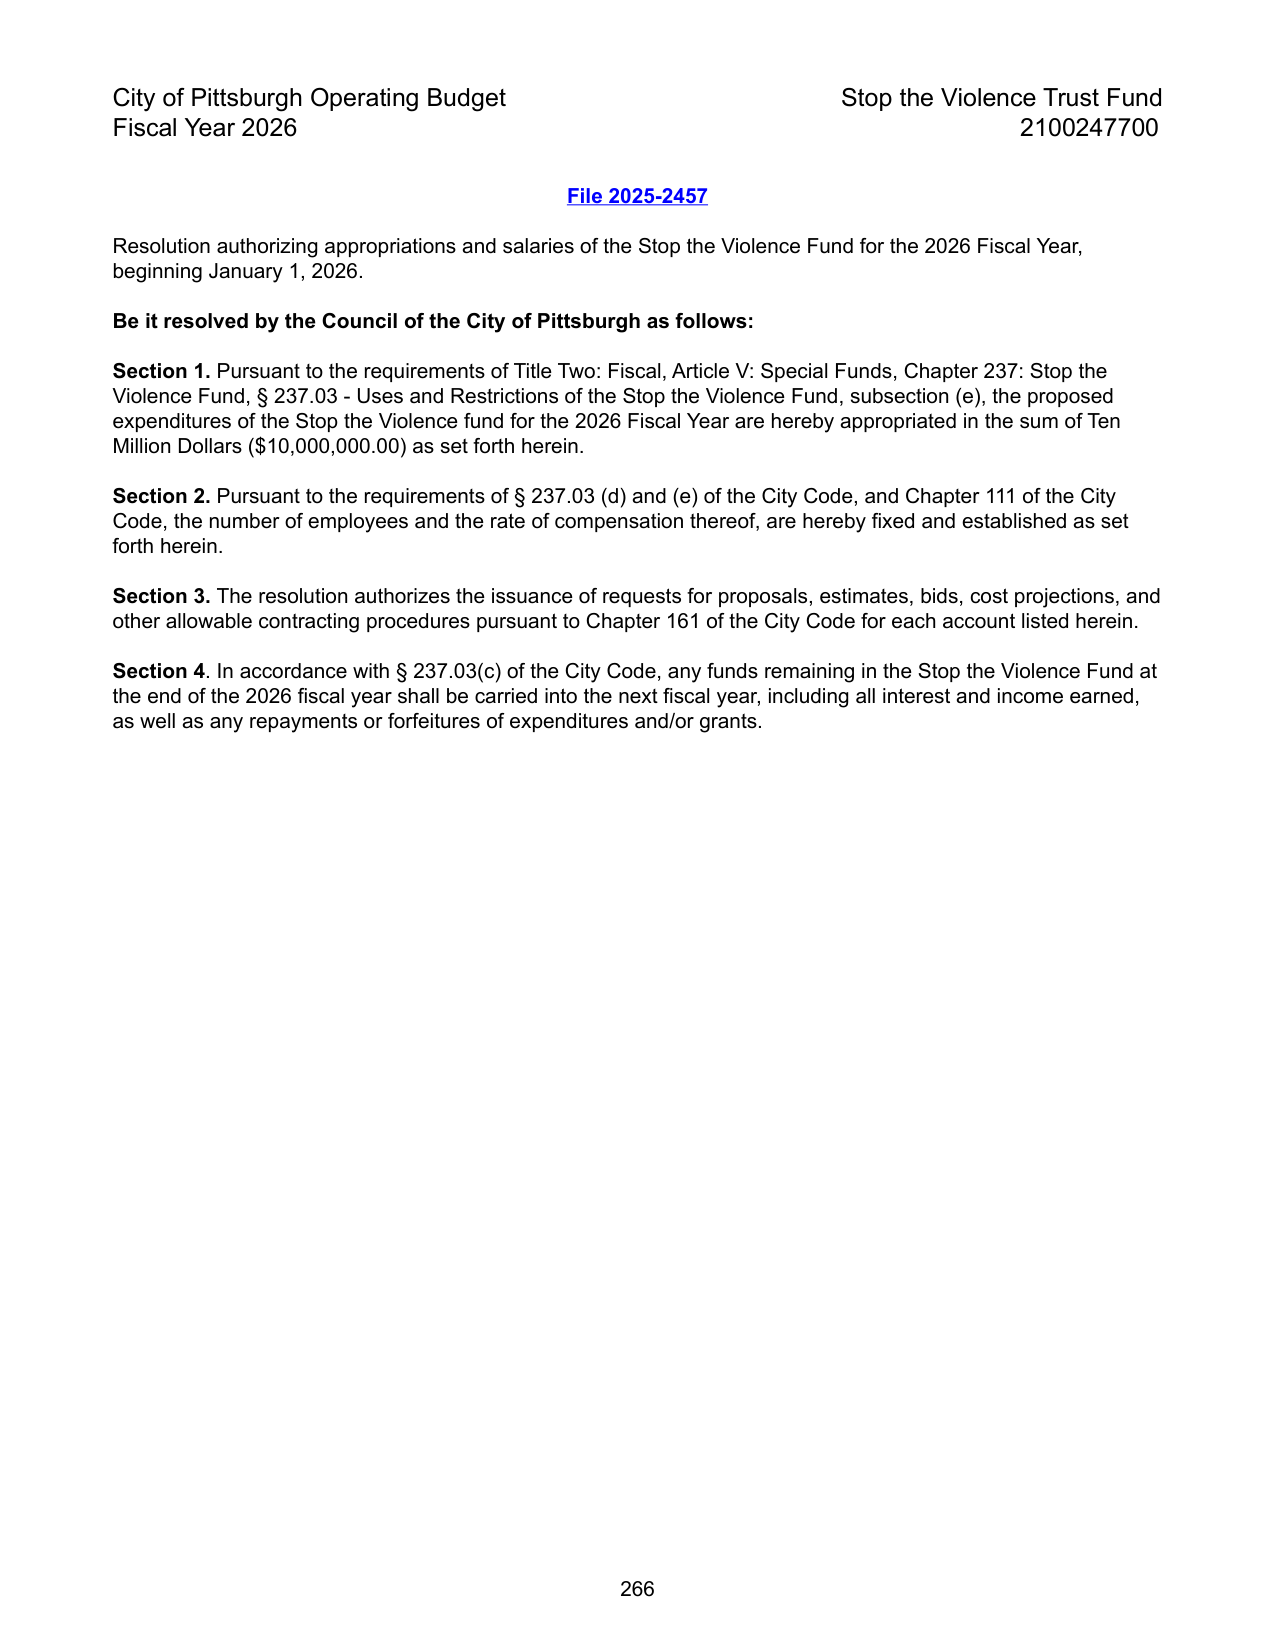 City of Pittsburgh Operating Budget
Fiscal Year 2026
Stop the Violence Trust Fund
2100247700
File 2025-2457
Resolution authorizing appropriations and salaries of the Stop the Violence Fund for the 2026 Fiscal Year,
beginning January 1, 2026.
Be it resolved by the Council of the City of Pittsburgh as follows:
Section 1. Pursuant to the requirements of Title Two: Fiscal, Article V: Special Funds, Chapter 237: Stop the
Violence Fund, § 237.03 - Uses and Restrictions of the Stop the Violence Fund, subsection (e), the proposed
expenditures of the Stop the Violence fund for the 2026 Fiscal Year are hereby appropriated in the sum of Ten
Million Dollars ($10,000,000.00) as set forth herein.
Section 2. Pursuant to the requirements of § 237.03 (d) and (e) of the City Code, and Chapter 111 of the City
Code, the number of employees and the rate of compensation thereof, are hereby fixed and established as set
forth herein.
Section 3. The resolution authorizes the issuance of requests for proposals, estimates, bids, cost projections, and
other allowable contracting procedures pursuant to Chapter 161 of the City Code for each account listed herein.
Section 4. In accordance with § 237.03(c) of the City Code, any funds remaining in the Stop the Violence Fund at
the end of the 2026 fiscal year shall be carried into the next fiscal year, including all interest and income earned,
as well as any repayments or forfeitures of expenditures and/or grants.
266